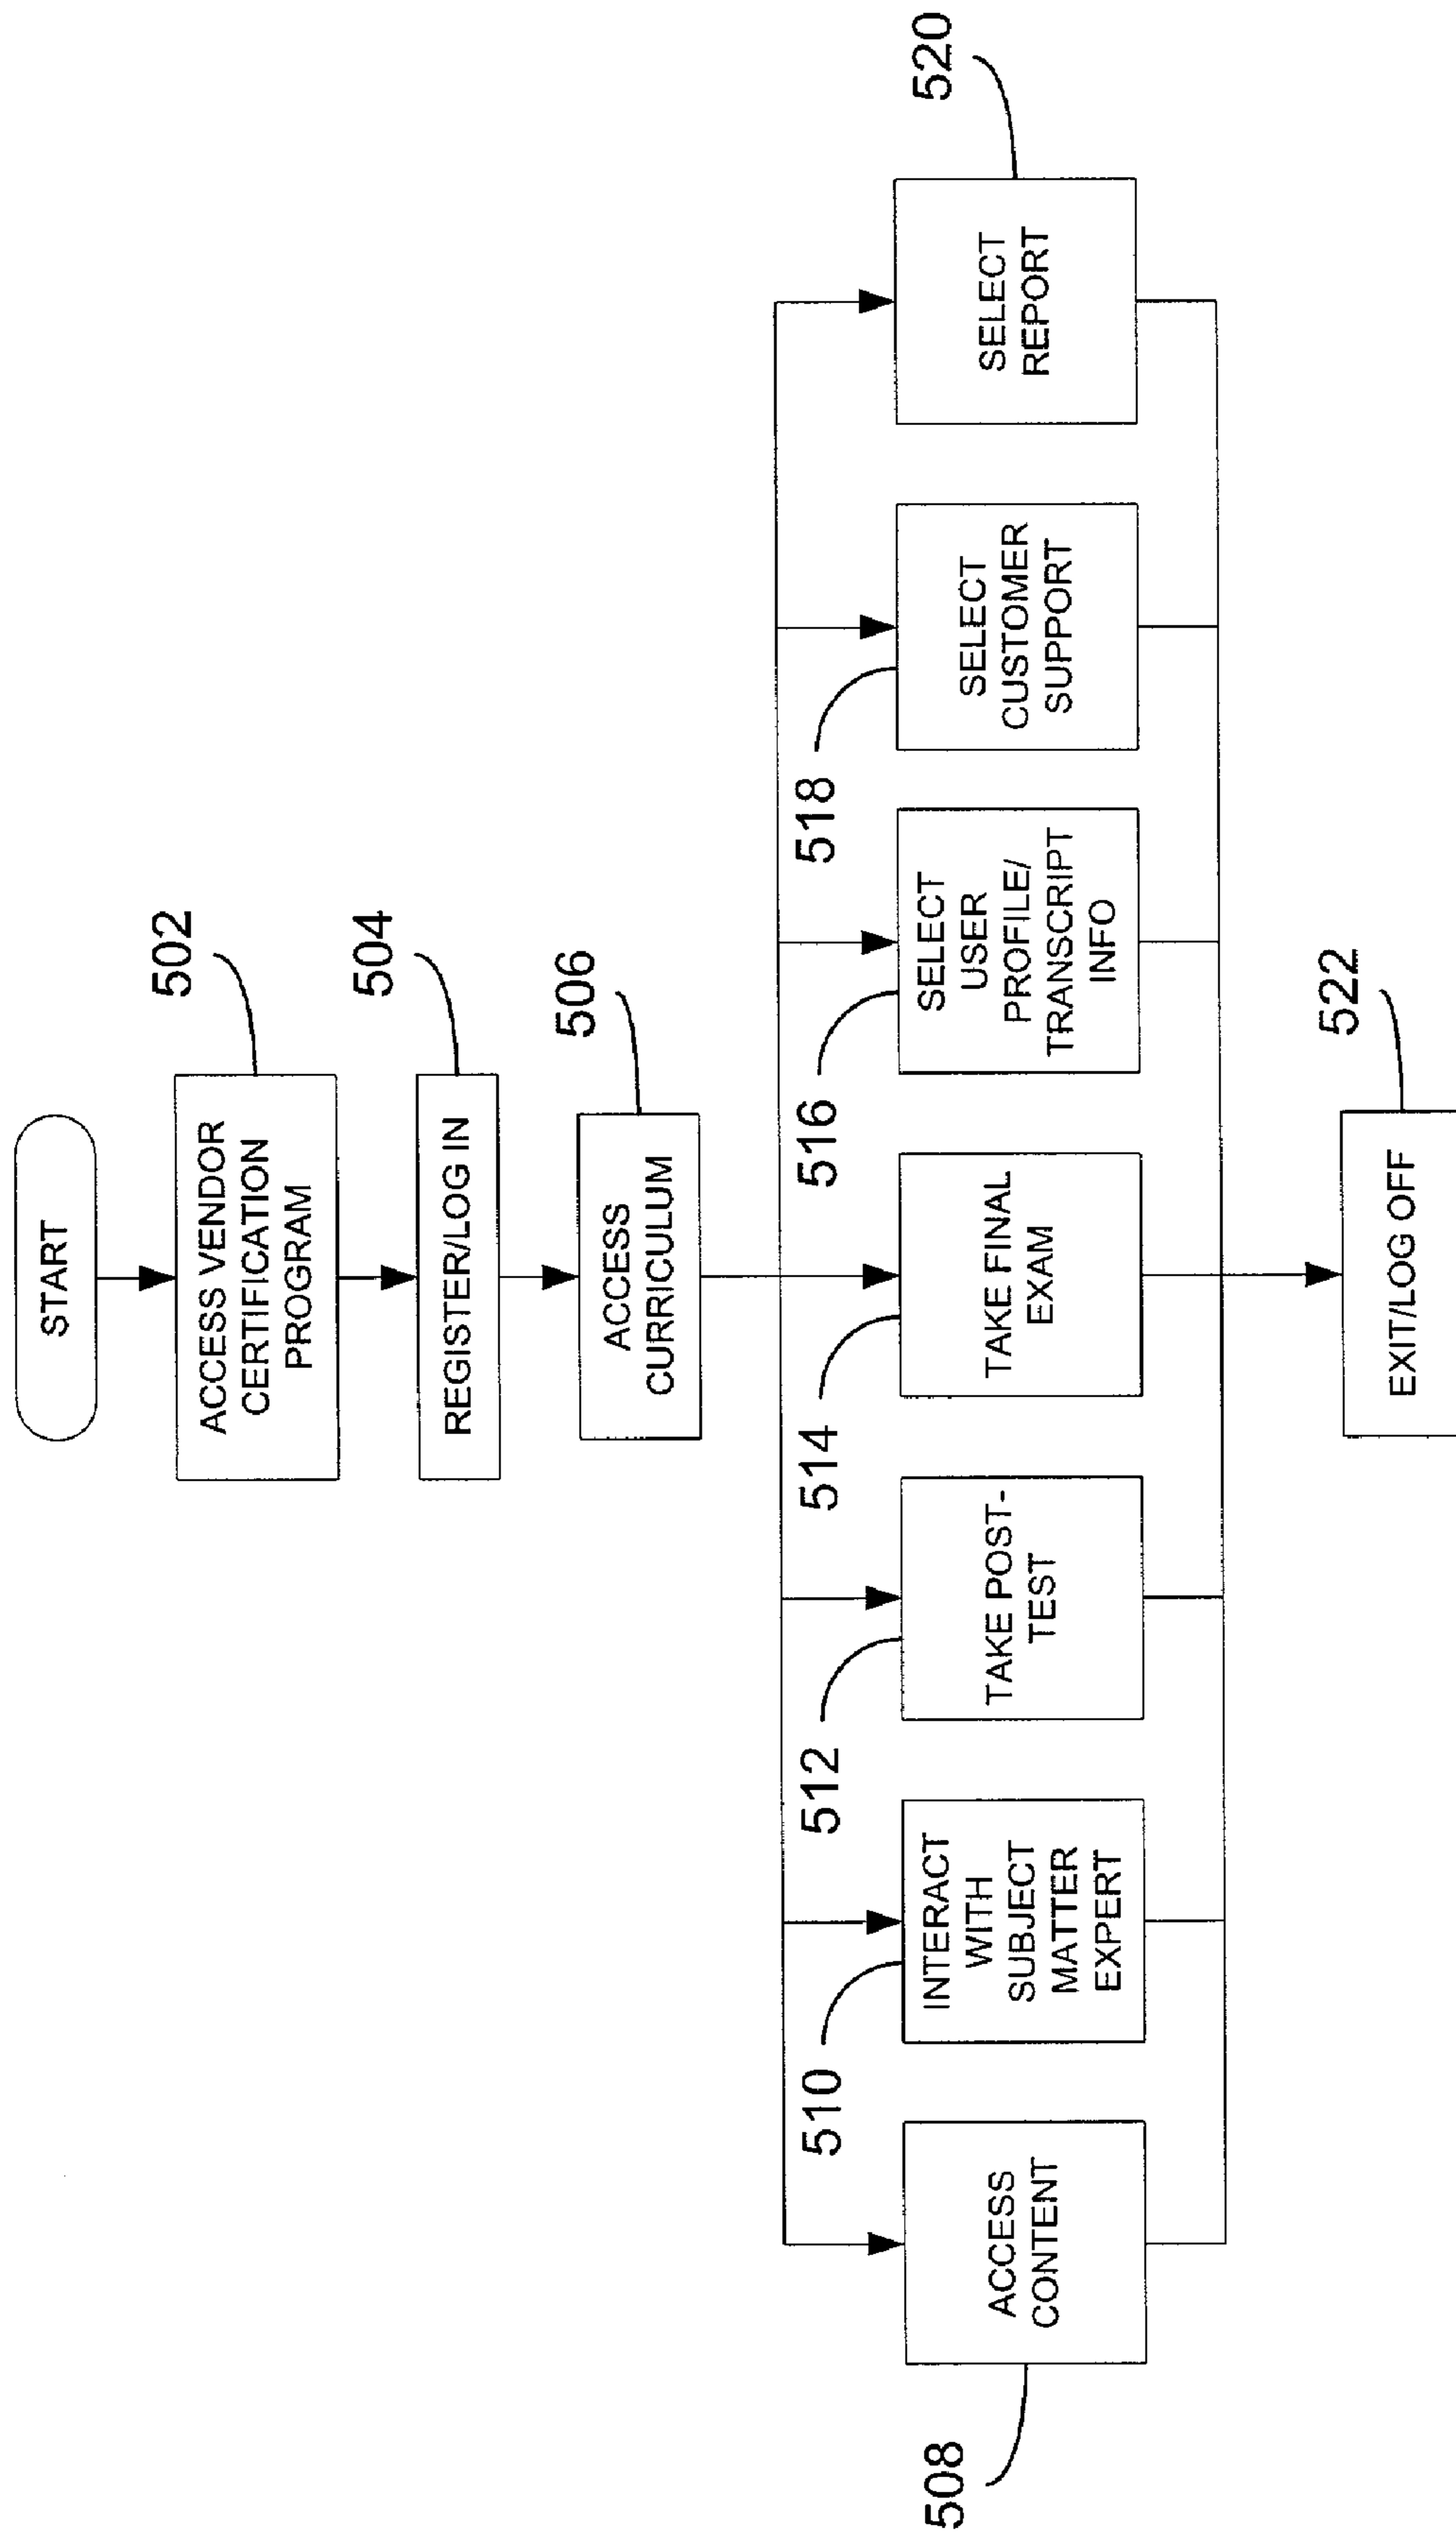 START
502
ACCESS VENDOR
CERTIFICATION
PROGRAM
504
REGISTER/LOG IN
506
ACCESS
CURRICULUM
508
ACCESS
CONTENT
510
INTERACT
WITH
SUBJECT
MATTER
EXPERT
512
TAKE POST-
TEST
514
TAKE FINAL
EXAM
516
SELECT
USER
PROFILE/
TRANSCRIPT
INFO
518
SELECT
CUSTOMER
SUPPORT
520
SELECT
REPORT
522
EXIT/LOG OFF